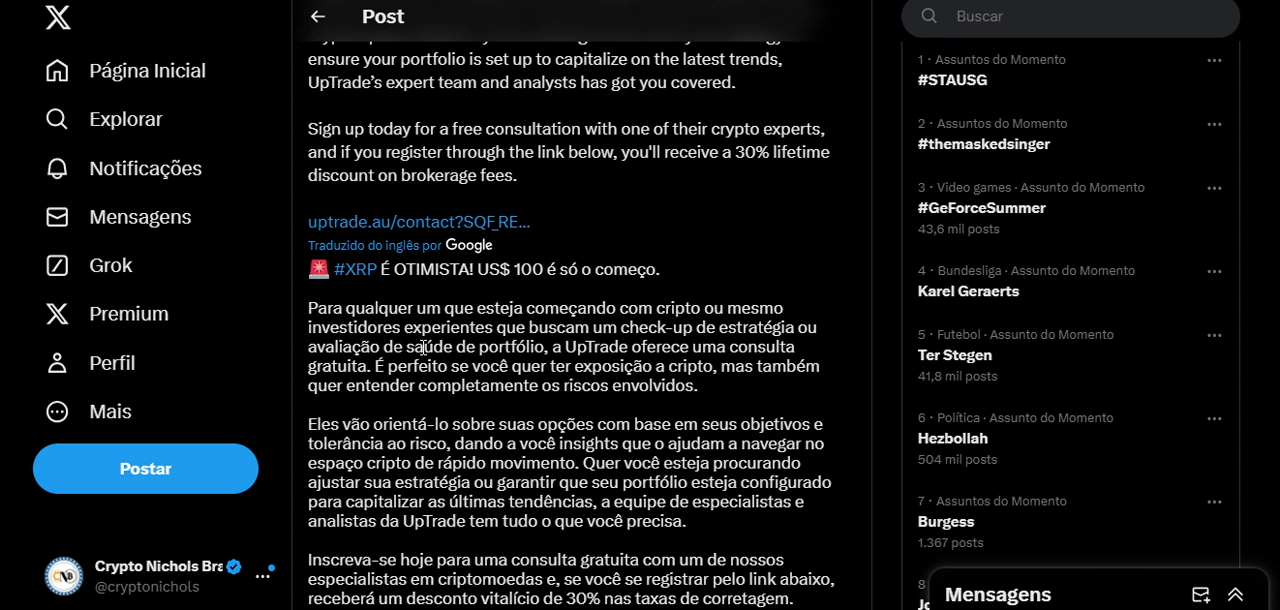 Página Inicial
Explorar
Notificações
Mensagens
Grok
Premium
Perfil
Mais
Postar
Crypto Nichols Bra
@cryptonichols
Post
ensure your portfolio is set up to capitalize on the latest trends,
UpTrade’s expert team and analysts has got you covered.
Sign up today for a free consultation with one of their crypto experts,
and if you register through the link below, you'll receive a 30% lifetime
discount on brokerage fees.
uptrade.au/contact?SQF_RE...
Traduzido do inglês por Google
🚨 #XRP É OTIMISTA! US$ 100 é só o começo.
Para qualquer um que esteja começando com cripto ou mesmo
investidores experientes que buscam um check-up de estratégia ou
avaliação de saúde de portfólio, a UpTrade oferece uma consulta
gratuita. É perfeito se você quer ter exposição a cripto, mas também
quer entender completamente os riscos envolvidos.
Eles vão orientá-lo sobre suas opções com base em seus objetivos e
tolerância ao risco, dando a você insights que o ajudam a navegar no
espaço cripto de rápido movimento. Quer você esteja procurando
ajustar sua estratégia ou garantir que seu portfólio esteja configurado
para capitalizar as últimas tendências, a equipe de especialistas e
analistas da UpTrade tem tudo o que você precisa.
Inscreva-se hoje para uma consulta gratuita com um de nossos
especialistas em criptomoedas e, se você se registrar pelo link abaixo,
receberá um desconto vitalício de 30% nas taxas de corretagem.
Buscar
1 · Assuntos do Momento
#STAUSG
2 · Assuntos do Momento
#themaskedsinger
3 · Video games · Assunto do Momento
#GeForceSummer
43,6 mil posts
4 · Bundesliga · Assunto do Momento
Karel Geraerts
5 · Futebol · Assunto do Momento
Ter Stegen
41,8 mil posts
6 · Política · Assunto do Momento
Hezbollah
504 mil posts
7 · Assuntos do Momento
Burgess
1.367 posts
8
Mensagens